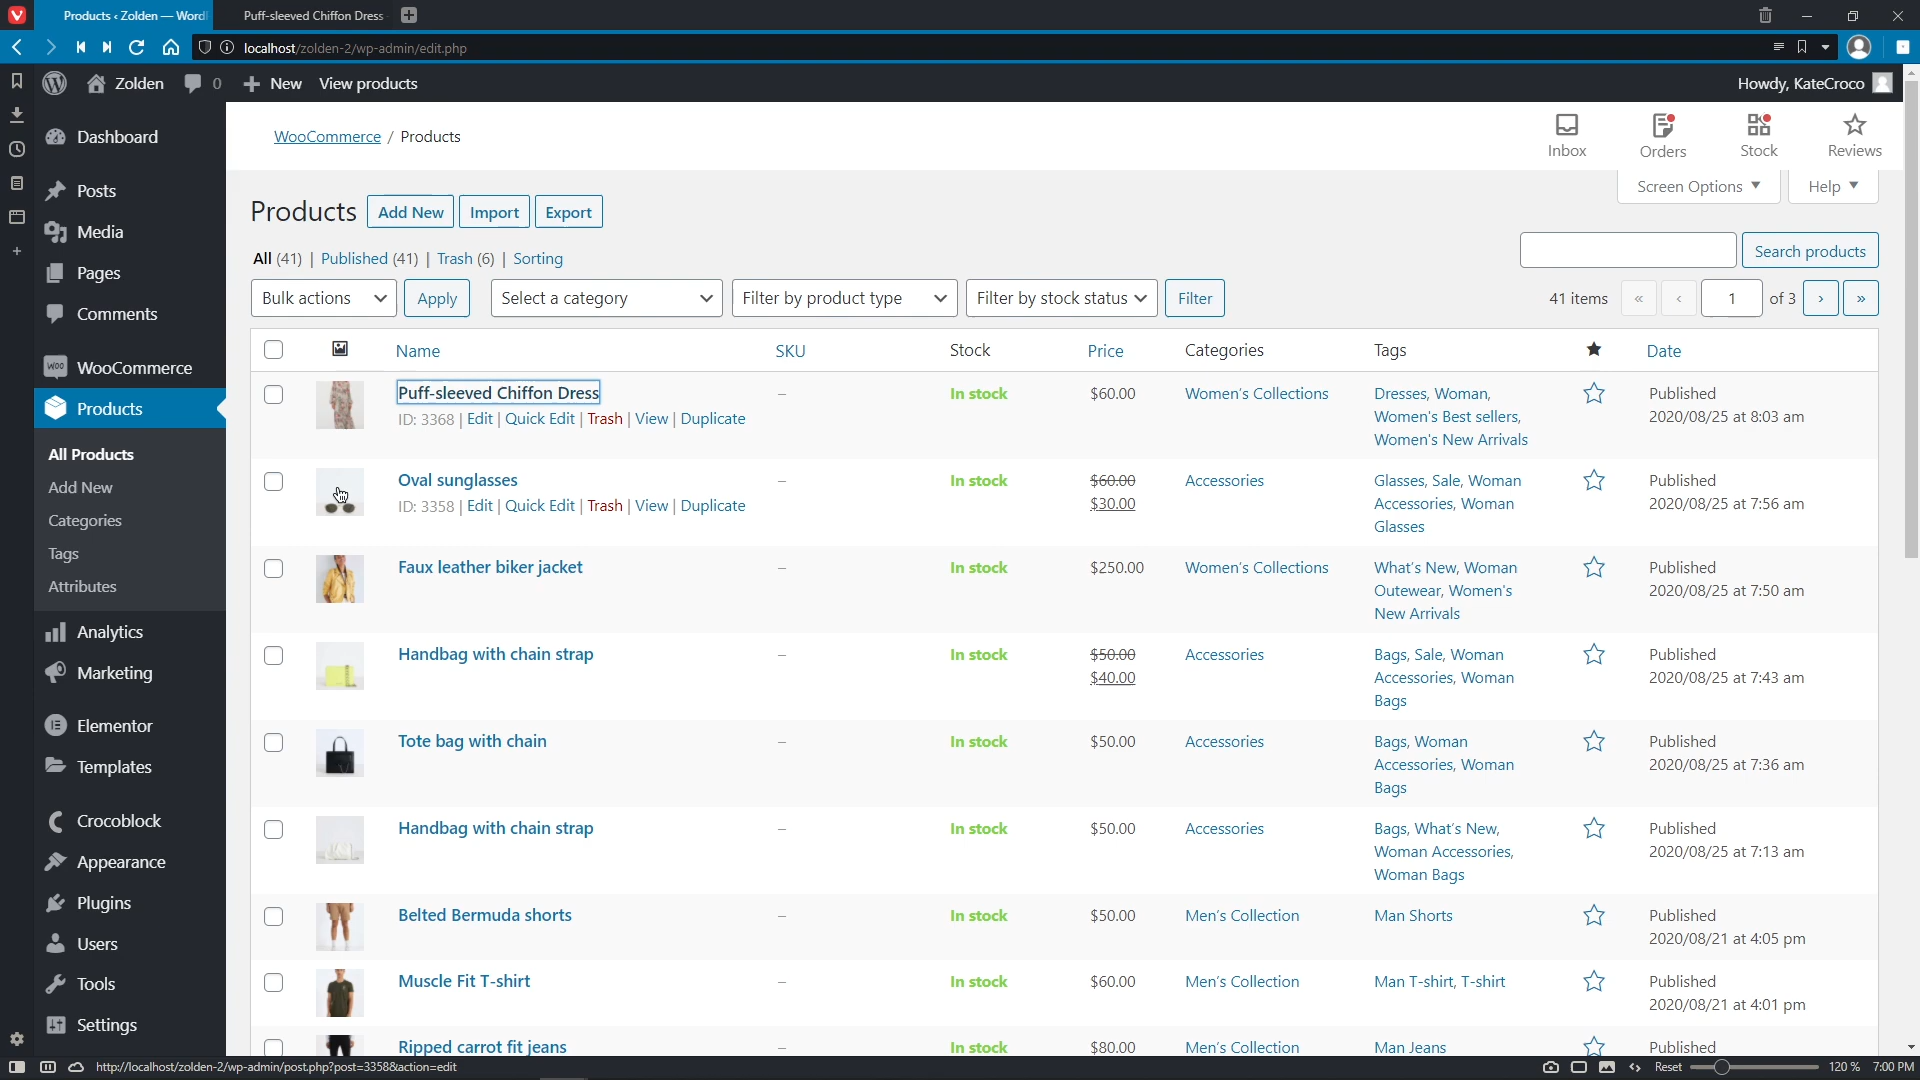 Products ‹ Zolden — Word
Puff-sleeved Chiffon Dress
localhost/zolden-2/wp-admin/edit.php
Zolden 0 New View products
Howdy, KateCroco
Dashboard
Posts
Media
Pages
Comments
WooCommerce
Products
All Products
Add New
Categories
Tags
Attributes
Analytics
Marketing
Elementor
Templates
Crocoblock
Appearance
Plugins
Users
Tools
Settings
WooCommerce / Products
Inbox Orders Stock Reviews
Screen Options Help
Products Add New Import Export
All (41) | Published (41) | Trash (6) | Sorting
Search products
Bulk actions Apply Select a category Filter by product type Filter by stock status Filter
41 items « ‹ 1 of 3 › »
Name SKU Stock Price Categories Tags Date
Puff-sleeved Chiffon Dress – In stock $60.00 Women's Collections Dresses, Woman, Published
ID: 3368 | Edit | Quick Edit | Trash | View | Duplicate Women's Best sellers, 2020/08/25 at 8:03 am
Women's New Arrivals
Oval sunglasses – In stock $60.00 Accessories Glasses, Sale, Woman Published
ID: 3358 | Edit | Quick Edit | Trash | View | Duplicate $30.00 Accessories, Woman 2020/08/25 at 7:56 am
Glasses
Faux leather biker jacket – In stock $250.00 Women's Collections What's New, Woman Published
Outewear, Women's 2020/08/25 at 7:50 am
New Arrivals
Handbag with chain strap – In stock $50.00 Accessories Bags, Sale, Woman Published
$40.00 Accessories, Woman 2020/08/25 at 7:43 am
Bags
Tote bag with chain – In stock $50.00 Accessories Bags, Woman Published
Accessories, Woman 2020/08/25 at 7:36 am
Bags
Handbag with chain strap – In stock $50.00 Accessories Bags, What's New, Published
Woman Accessories, 2020/08/25 at 7:13 am
Woman Bags
Belted Bermuda shorts – In stock $50.00 Men's Collection Man Shorts Published
2020/08/21 at 4:05 pm
Muscle Fit T-shirt – In stock $60.00 Men's Collection Man T-shirt, T-shirt Published
2020/08/21 at 4:01 pm
Ripped carrot fit jeans – In stock $80.00 Men's Collection Man Jeans Published
http://localhost/zolden-2/wp-admin/post.php?post=3358&action=edit
Reset 120 % 7:00 PM